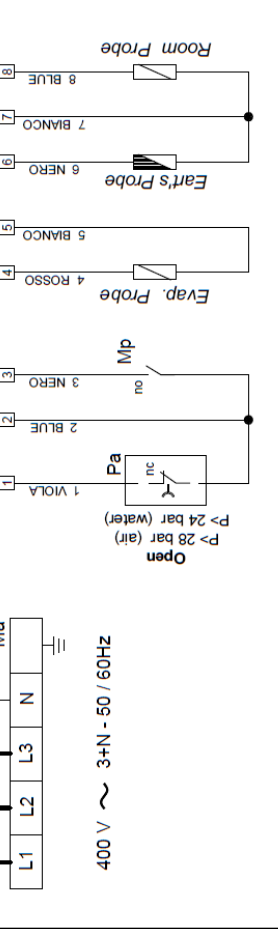 Room Probe
8
8 BLUE
7
7 BIANCO
6
6 NERO
Eart's Probe
5
5 BIANCO
4
4 ROSSO
Evap. Probe
Mp
no
3
3 NERO
2
2 BLUE
Pa
nc
1
1 VIOLA
P> 24 bar (water)
P> 28 bar (air)
Open
L1
L2
L3
N
400 V ~ 3+N - 50 / 60Hz